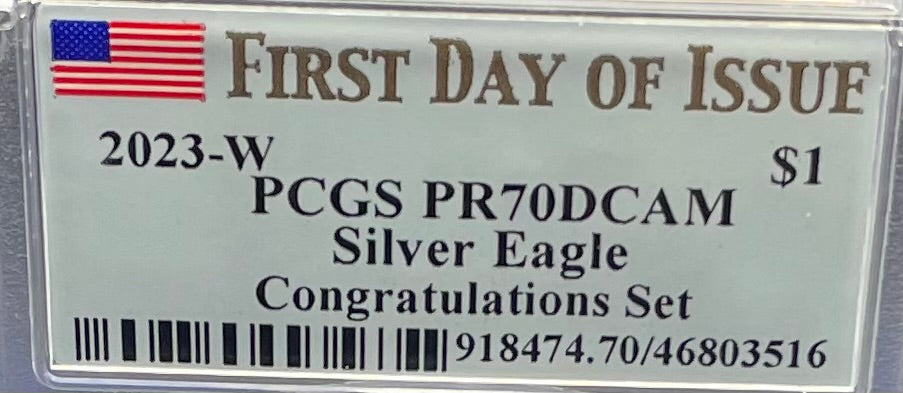 FIRST DAY OF ISSUE
2023-W $1
PCGS PR70DCAM
Silver Eagle
Congratulations Set
918474.70/46803516